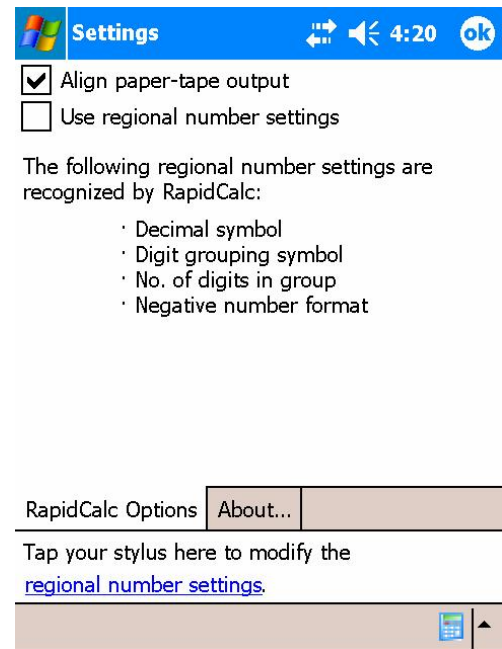 Settings 4:20 ok
Align paper-tape output
Use regional number settings
The following regional number settings are
recognized by RapidCalc:
· Decimal symbol
· Digit grouping symbol
· No. of digits in group
· Negative number format
RapidCalc Options About...
Tap your stylus here to modify the
regional number settings.